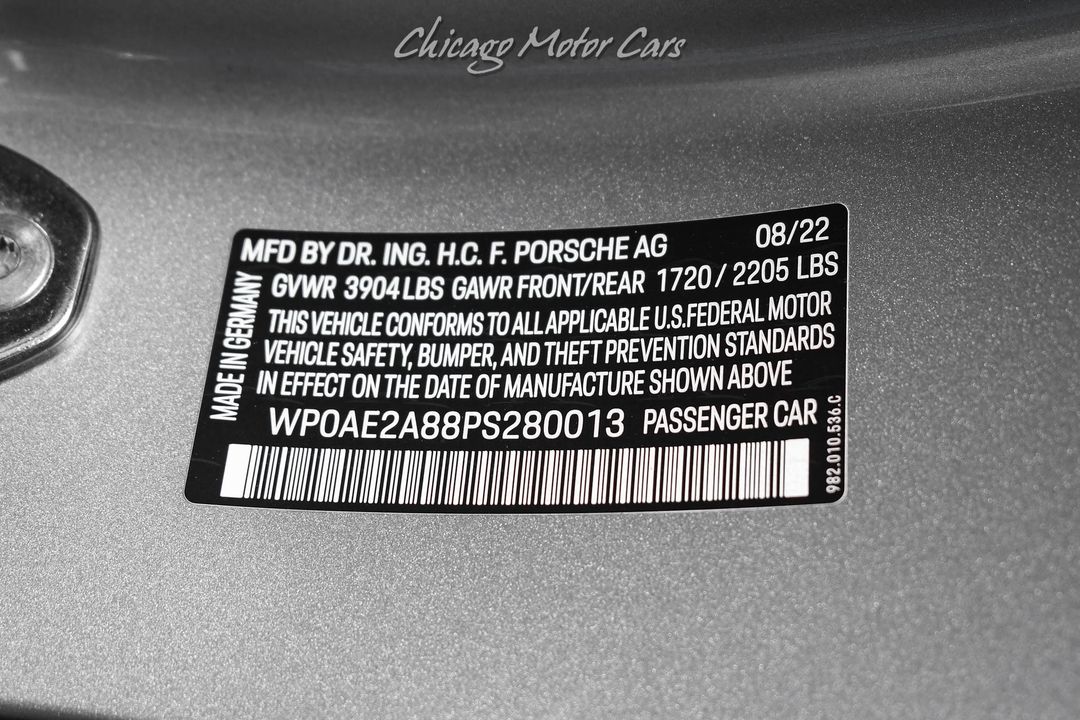 Chicago Motor Cars
MFD BY DR. ING. H.C. F. PORSCHE AG 08/22
GVWR 3904 LBS GAWR FRONT/REAR 1720 / 2205 LBS
THIS VEHICLE CONFORMS TO ALL APPLICABLE U.S.FEDERAL MOTOR
VEHICLE SAFETY, BUMPER, AND THEFT PREVENTION STANDARDS
IN EFFECT ON THE DATE OF MANUFACTURE SHOWN ABOVE
WP0AE2A88PS280013 PASSENGER CAR
MADE IN GERMANY
982.010.536.C